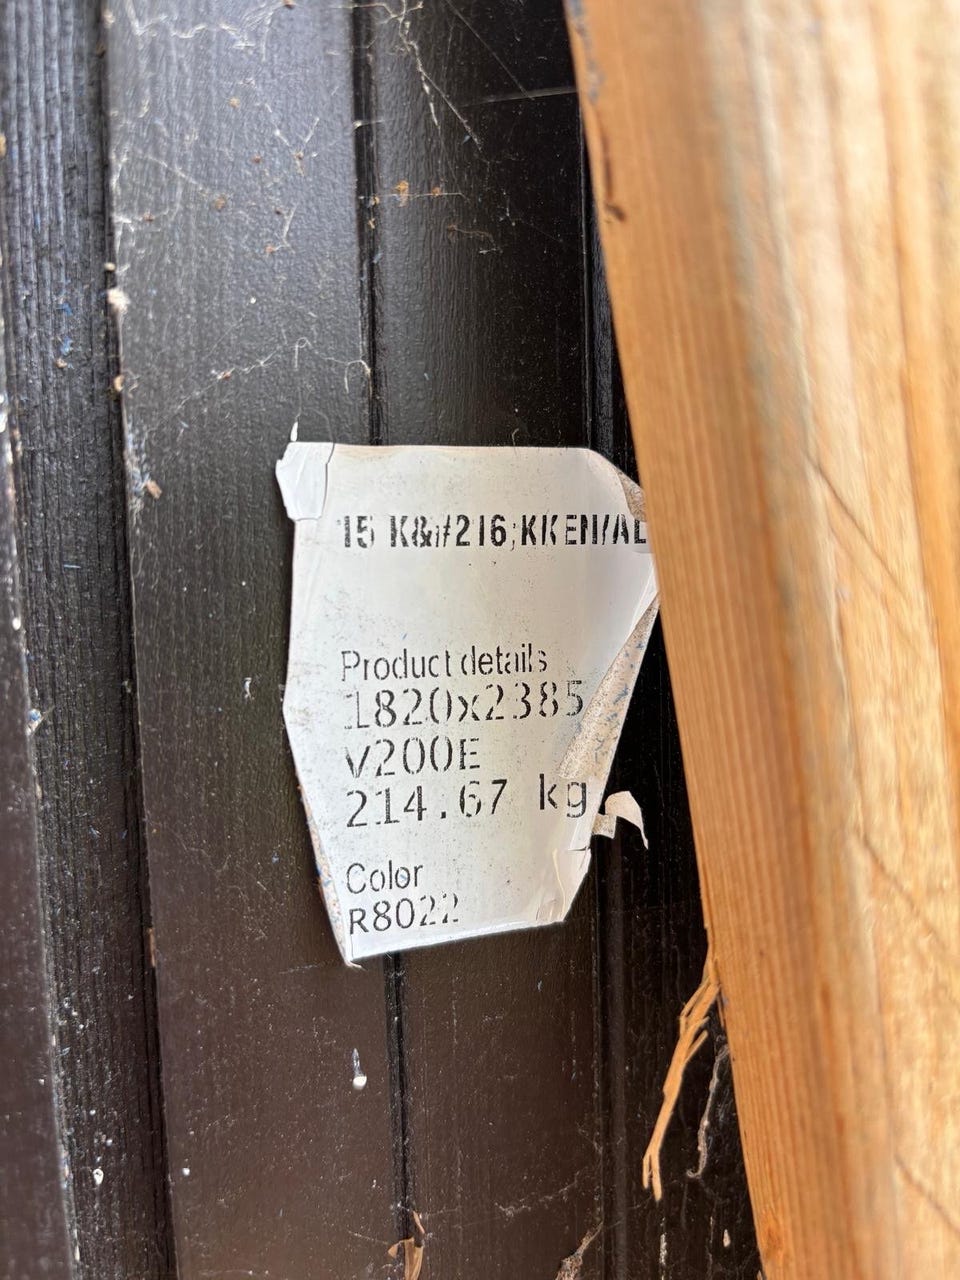 15 K&#216;KKEN/AL
Product details
1820x2385
V200E
214.67 kg
Color
R8022